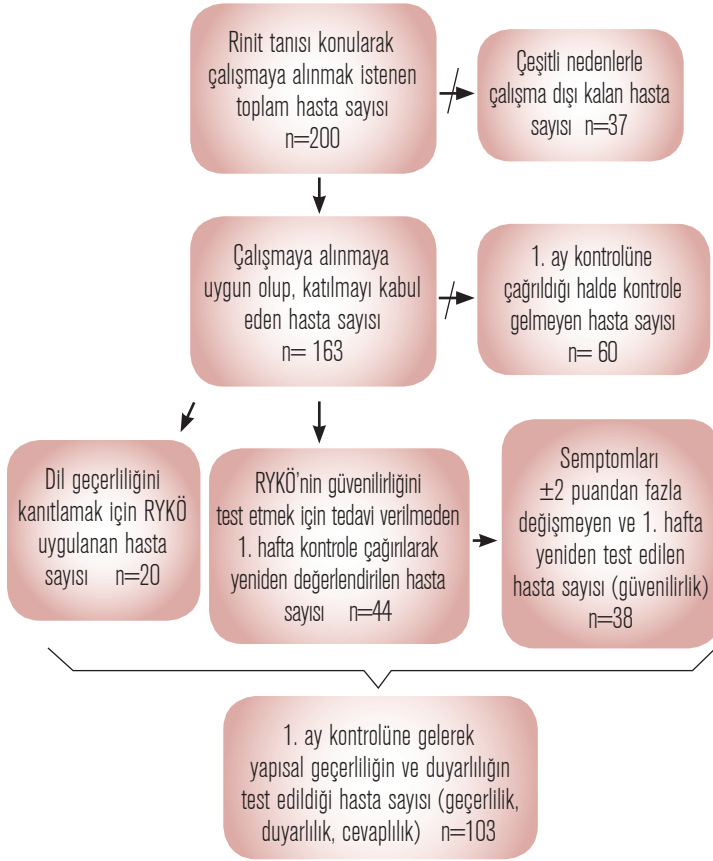 Rinit tanısı konularak
çalışmaya alınmak istenen
toplam hasta sayısı
n=200
Çeşitli nedenlerle
çalışma dışı kalan hasta
sayısı n=37
Çalışmaya alınmaya
uygun olup, katılmayı kabul
eden hasta sayısı
n= 163
1. ay kontrolüne
çağrıldığı halde kontrole
gelmeyen hasta sayısı
n= 60
Dil geçerliliğini
kanıtlamak için RYKÖ
uygulanan hasta
sayısı n=20
RYKÖ'nin güvenilirliğini
test etmek için tedavi verilmeden
1. hafta kontrole çağırılarak
yeniden değerlendirilen hasta
sayısı n=44
Semptomları
±2 puandan fazla
değişmeyen ve 1. hafta
yeniden test edilen
hasta sayısı (güvenilirlik)
n=38
1. ay kontrolüne gelerek
yapısal geçerliliğin ve duyarlılığın
test edildiği hasta sayısı (geçerlilik,
duyarlılık, cevaplılık) n=103